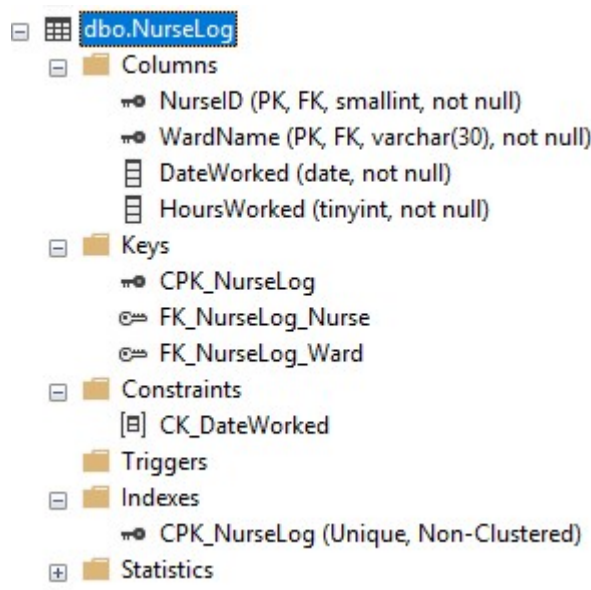 dbo.NurseLog
Columns
NurseID (PK, FK, smallint, not null)
WardName (PK, FK, varchar(30), not null)
DateWorked (date, not null)
HoursWorked (tinyint, not null)
Keys
CPK_NurseLog
FK_NurseLog_Nurse
FK_NurseLog_Ward
Constraints
CK_DateWorked
Triggers
Indexes
CPK_NurseLog (Unique, Non-Clustered)
Statistics